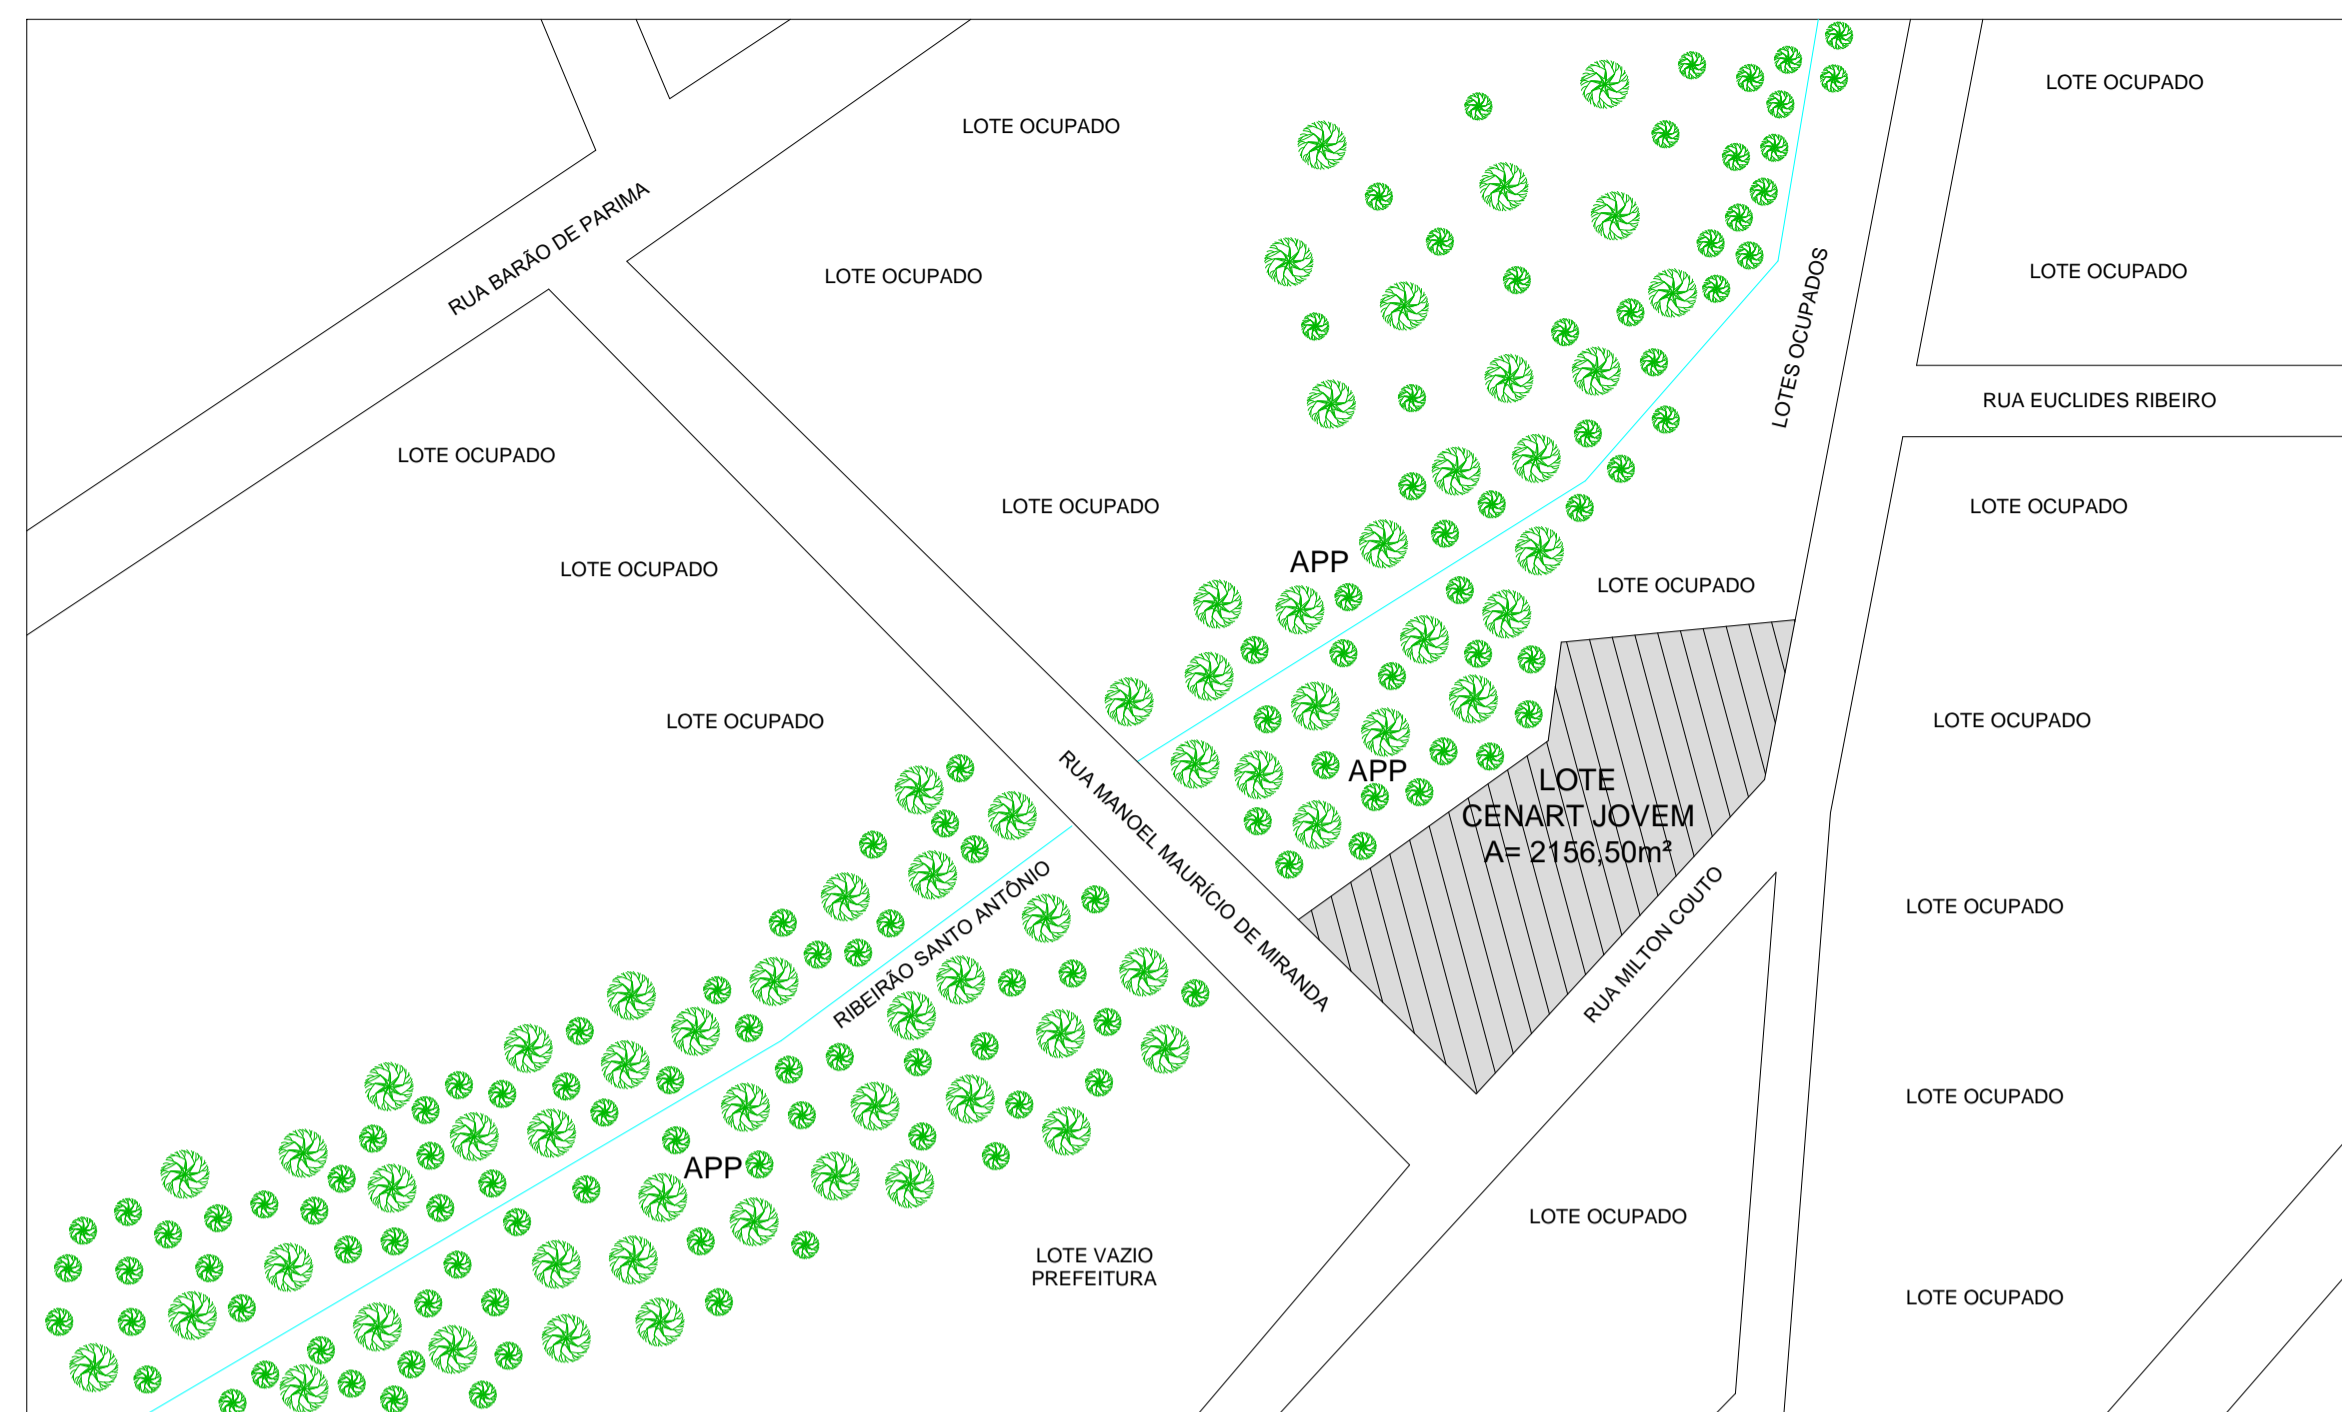 LOTE OCUPADO
LOTE OCUPADO
RUA BARÃO DE PARIMA
LOTE OCUPADO
LOTES OCUPADOS
LOTE OCUPADO
RUA EUCLIDES RIBEIRO
LOTE OCUPADO
LOTE OCUPADO
LOTE OCUPADO
APP
LOTE OCUPADO
LOTE OCUPADO
LOTE OCUPADO
LOTE OCUPADO
APP
LOTE
CENART JOVEM
A= 2156,50m²
RUA MANOEL MAURÍCIO DE MIRANDA
RIBEIRÃO SANTO ANTÔNIO
RUA MILTON COUTO
LOTE OCUPADO
LOTE OCUPADO
APP
LOTE OCUPADO
LOTE VAZIO
PREFEITURA
LOTE OCUPADO